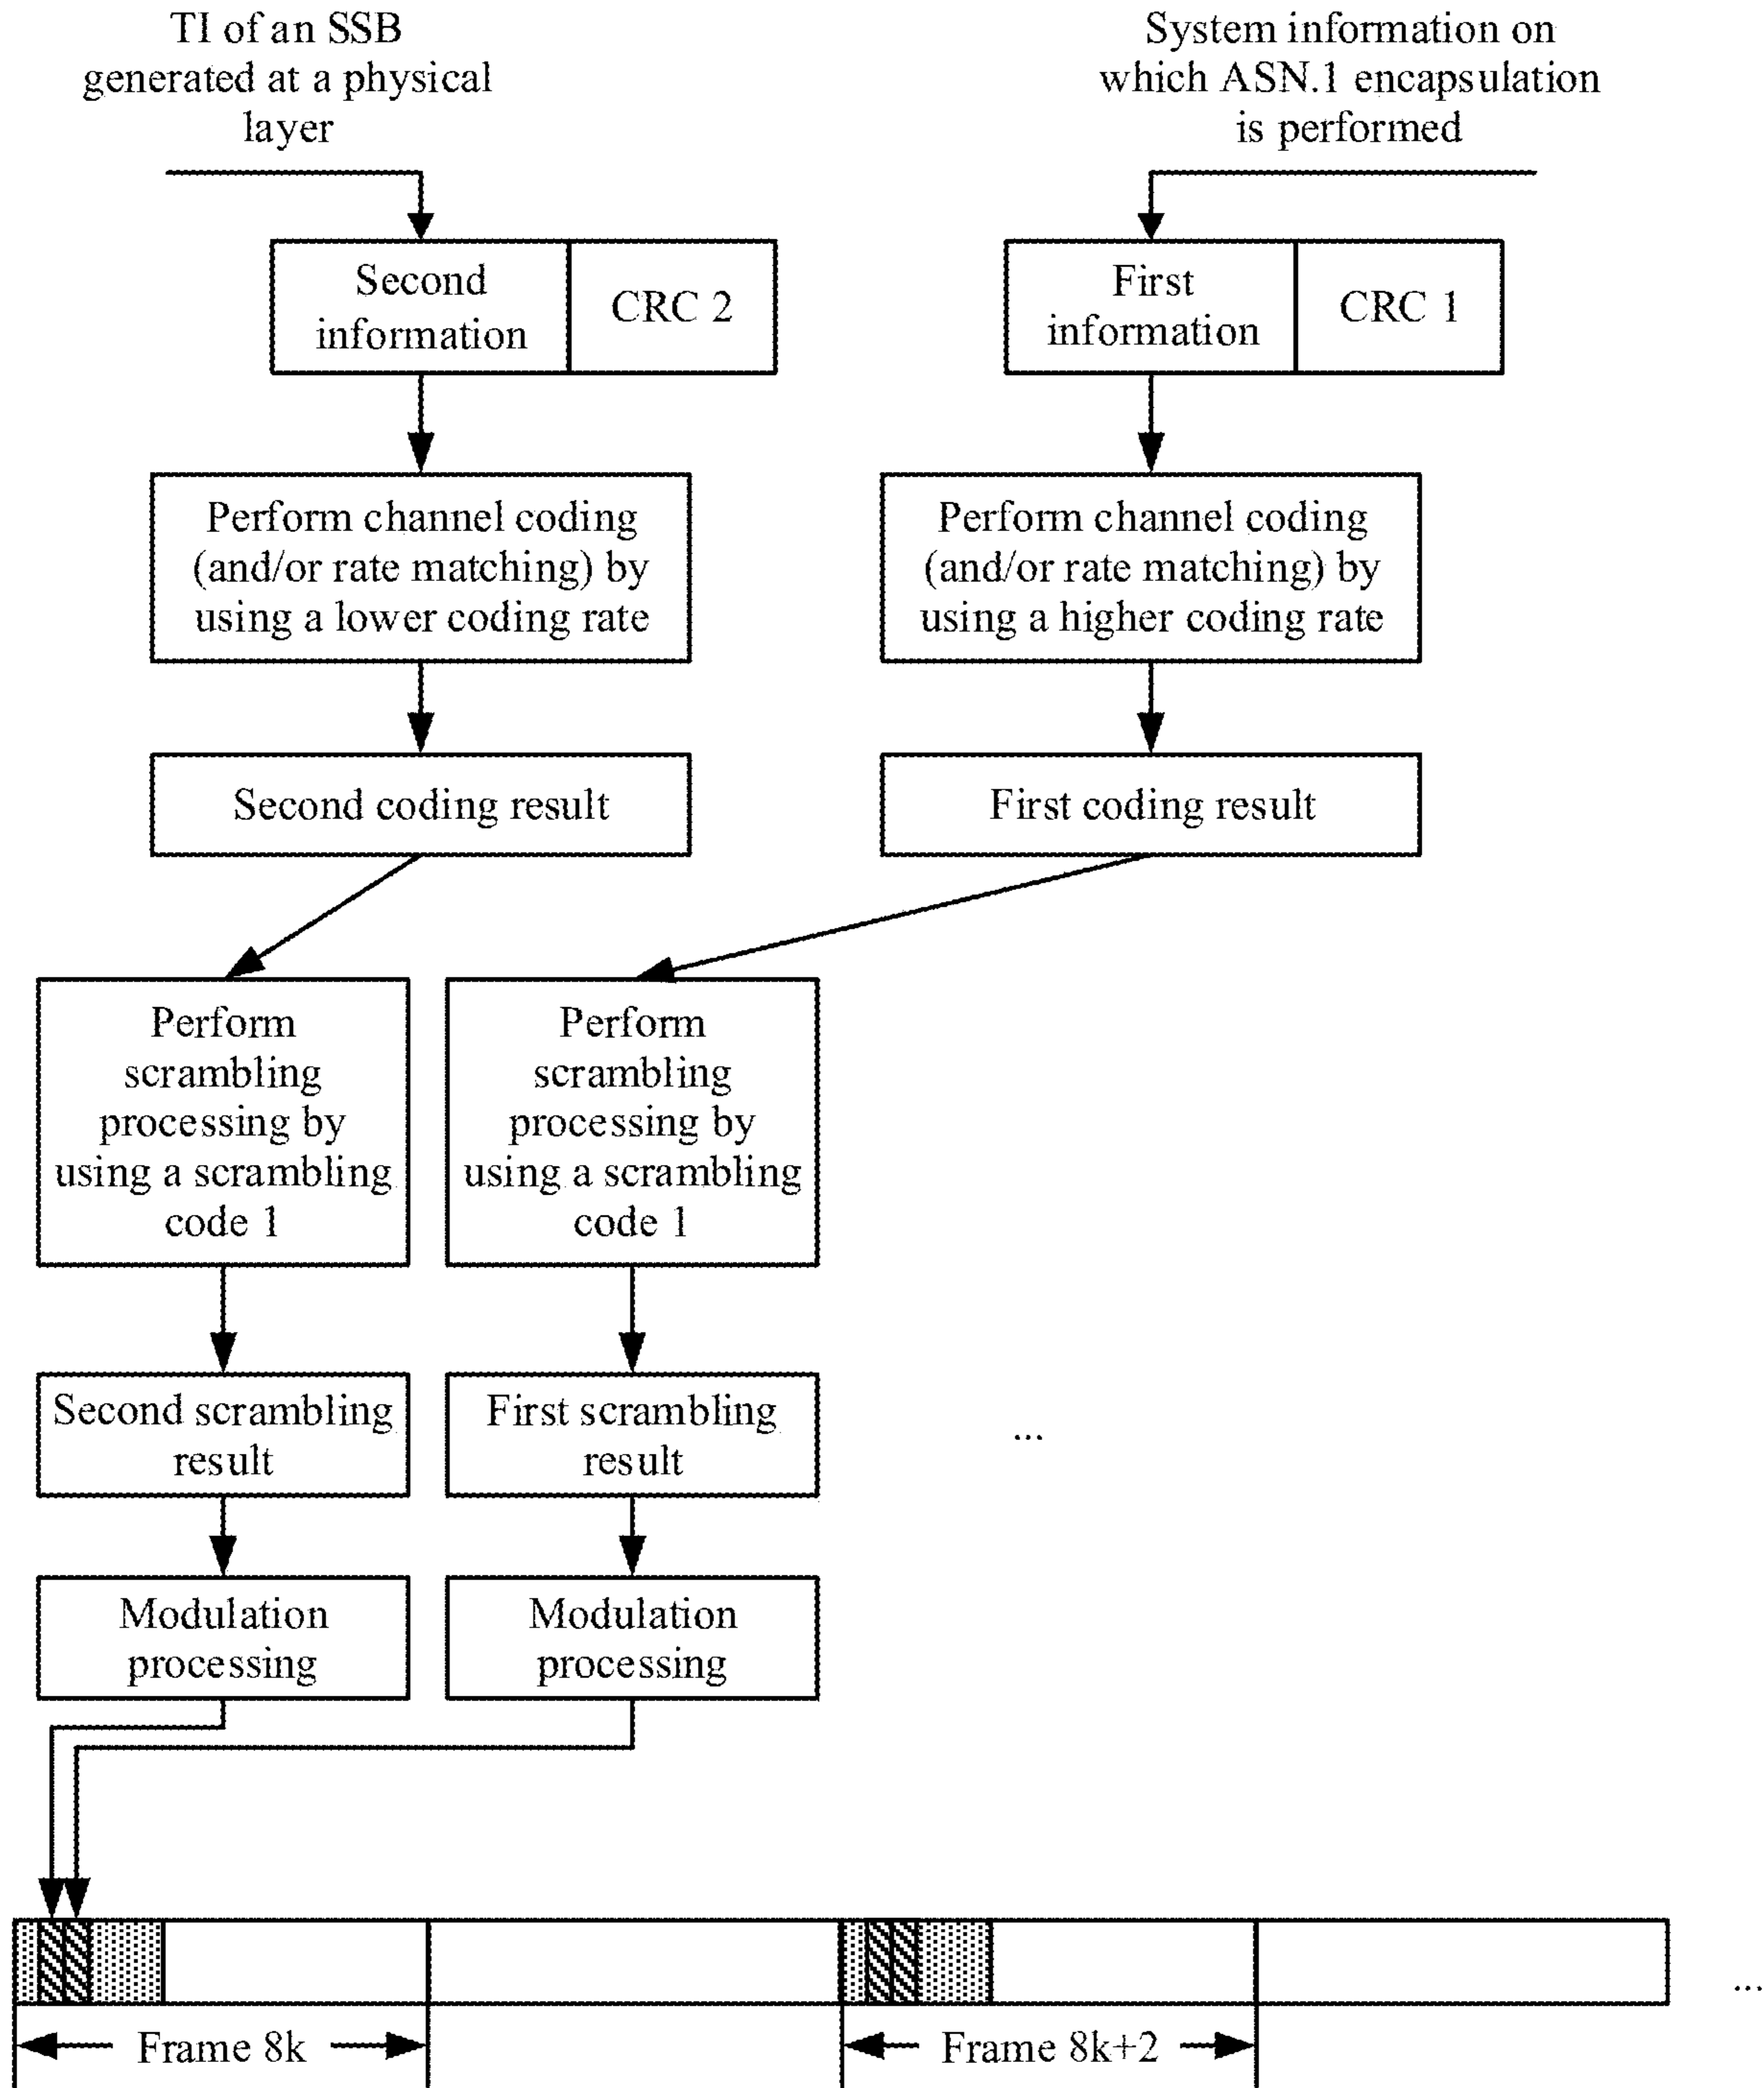 TI of an SSB
generated at a physical
layer
System information on
which ASN.1 encapsulation
is performed
Second
information
CRC 2
First
information
CRC 1
Perform channel coding
(and/or rate matching) by
using a lower coding rate
Perform channel coding
(and/or rate matching) by
using a higher coding rate
Second coding result
First coding result
Perform
scrambling
processing by
using a scrambling
code 1
Perform
scrambling
processing by
using a scrambling
code 1
Second scrambling
result
First scrambling
result
...
Modulation
processing
Modulation
processing
...
Frame 8k
Frame 8k+2